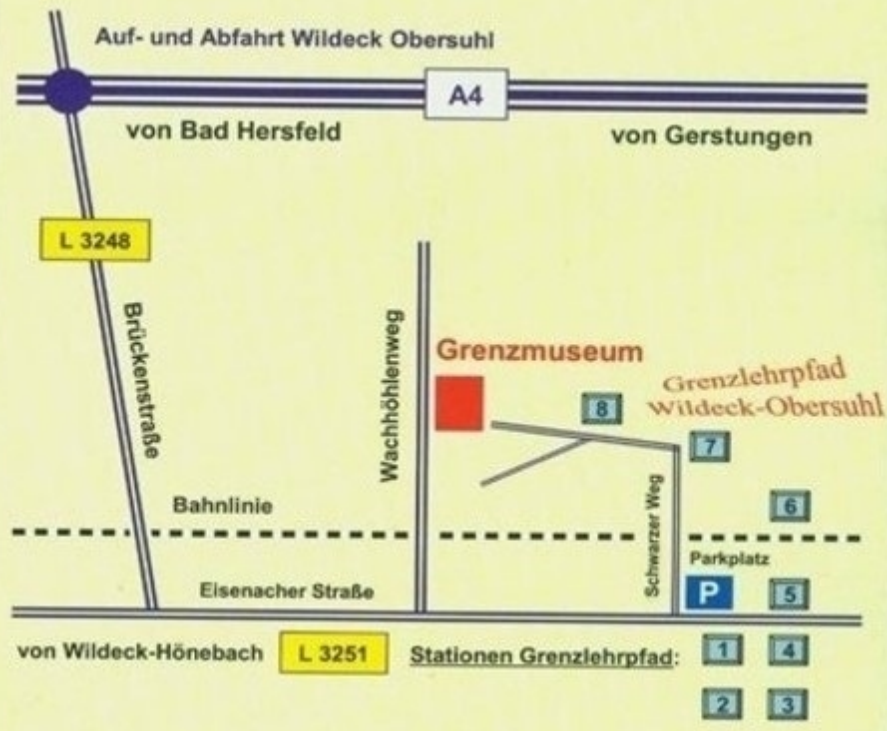 Auf- und Abfahrt Wildeck Obersuhl
A4
von Bad Hersfeld
von Gerstungen
L 3248
Brückenstraße
Wachhöhlenweg
Grenzmuseum
Grenzlehrpfad
Wildeck-Obersuhl
8
7
6
Bahnlinie
Schwarzer Weg
Parkplatz
P
5
Eisenacher Straße
von Wildeck-Hönebach
L 3251
Stationen Grenzlehrpfad:
1
4
2
3